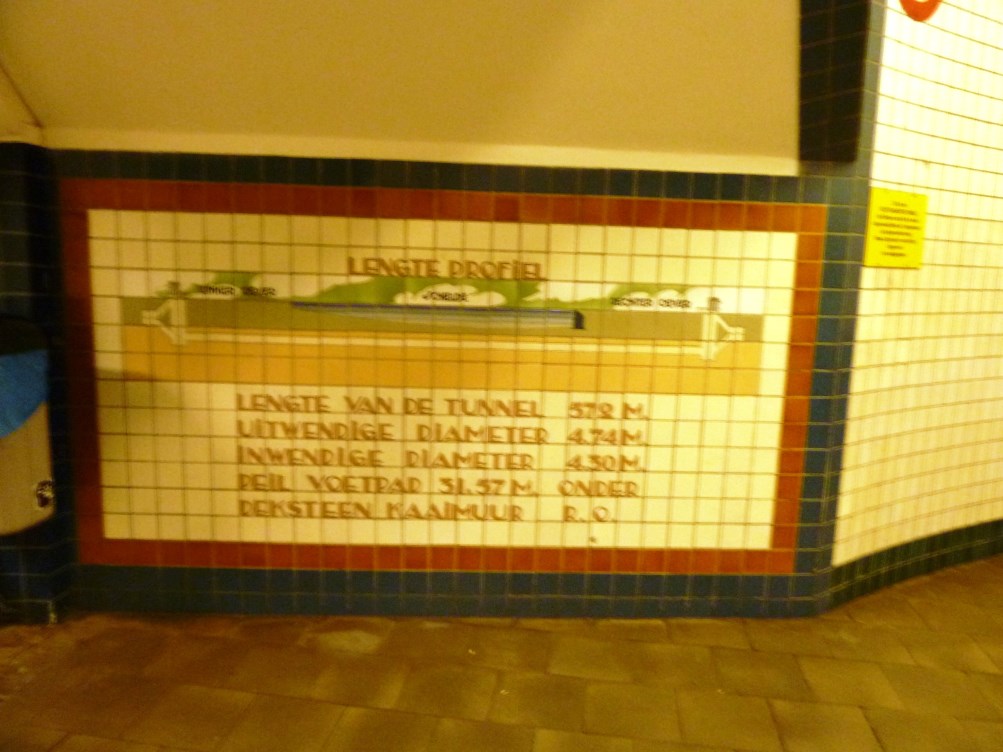 LENGTE PROFIEL
LINKER OEVER
SCHELDE
RECHTER OEVER
LENGTE VAN DE TUNNEL 572 M.
UITWENDIGE DIAMETER 4.74 M.
INWENDIGE DIAMETER 4.30 M.
PEIL VOETPAD 31.57 M. ONDER
DEKSTEEN KAAIMUUR R. O.